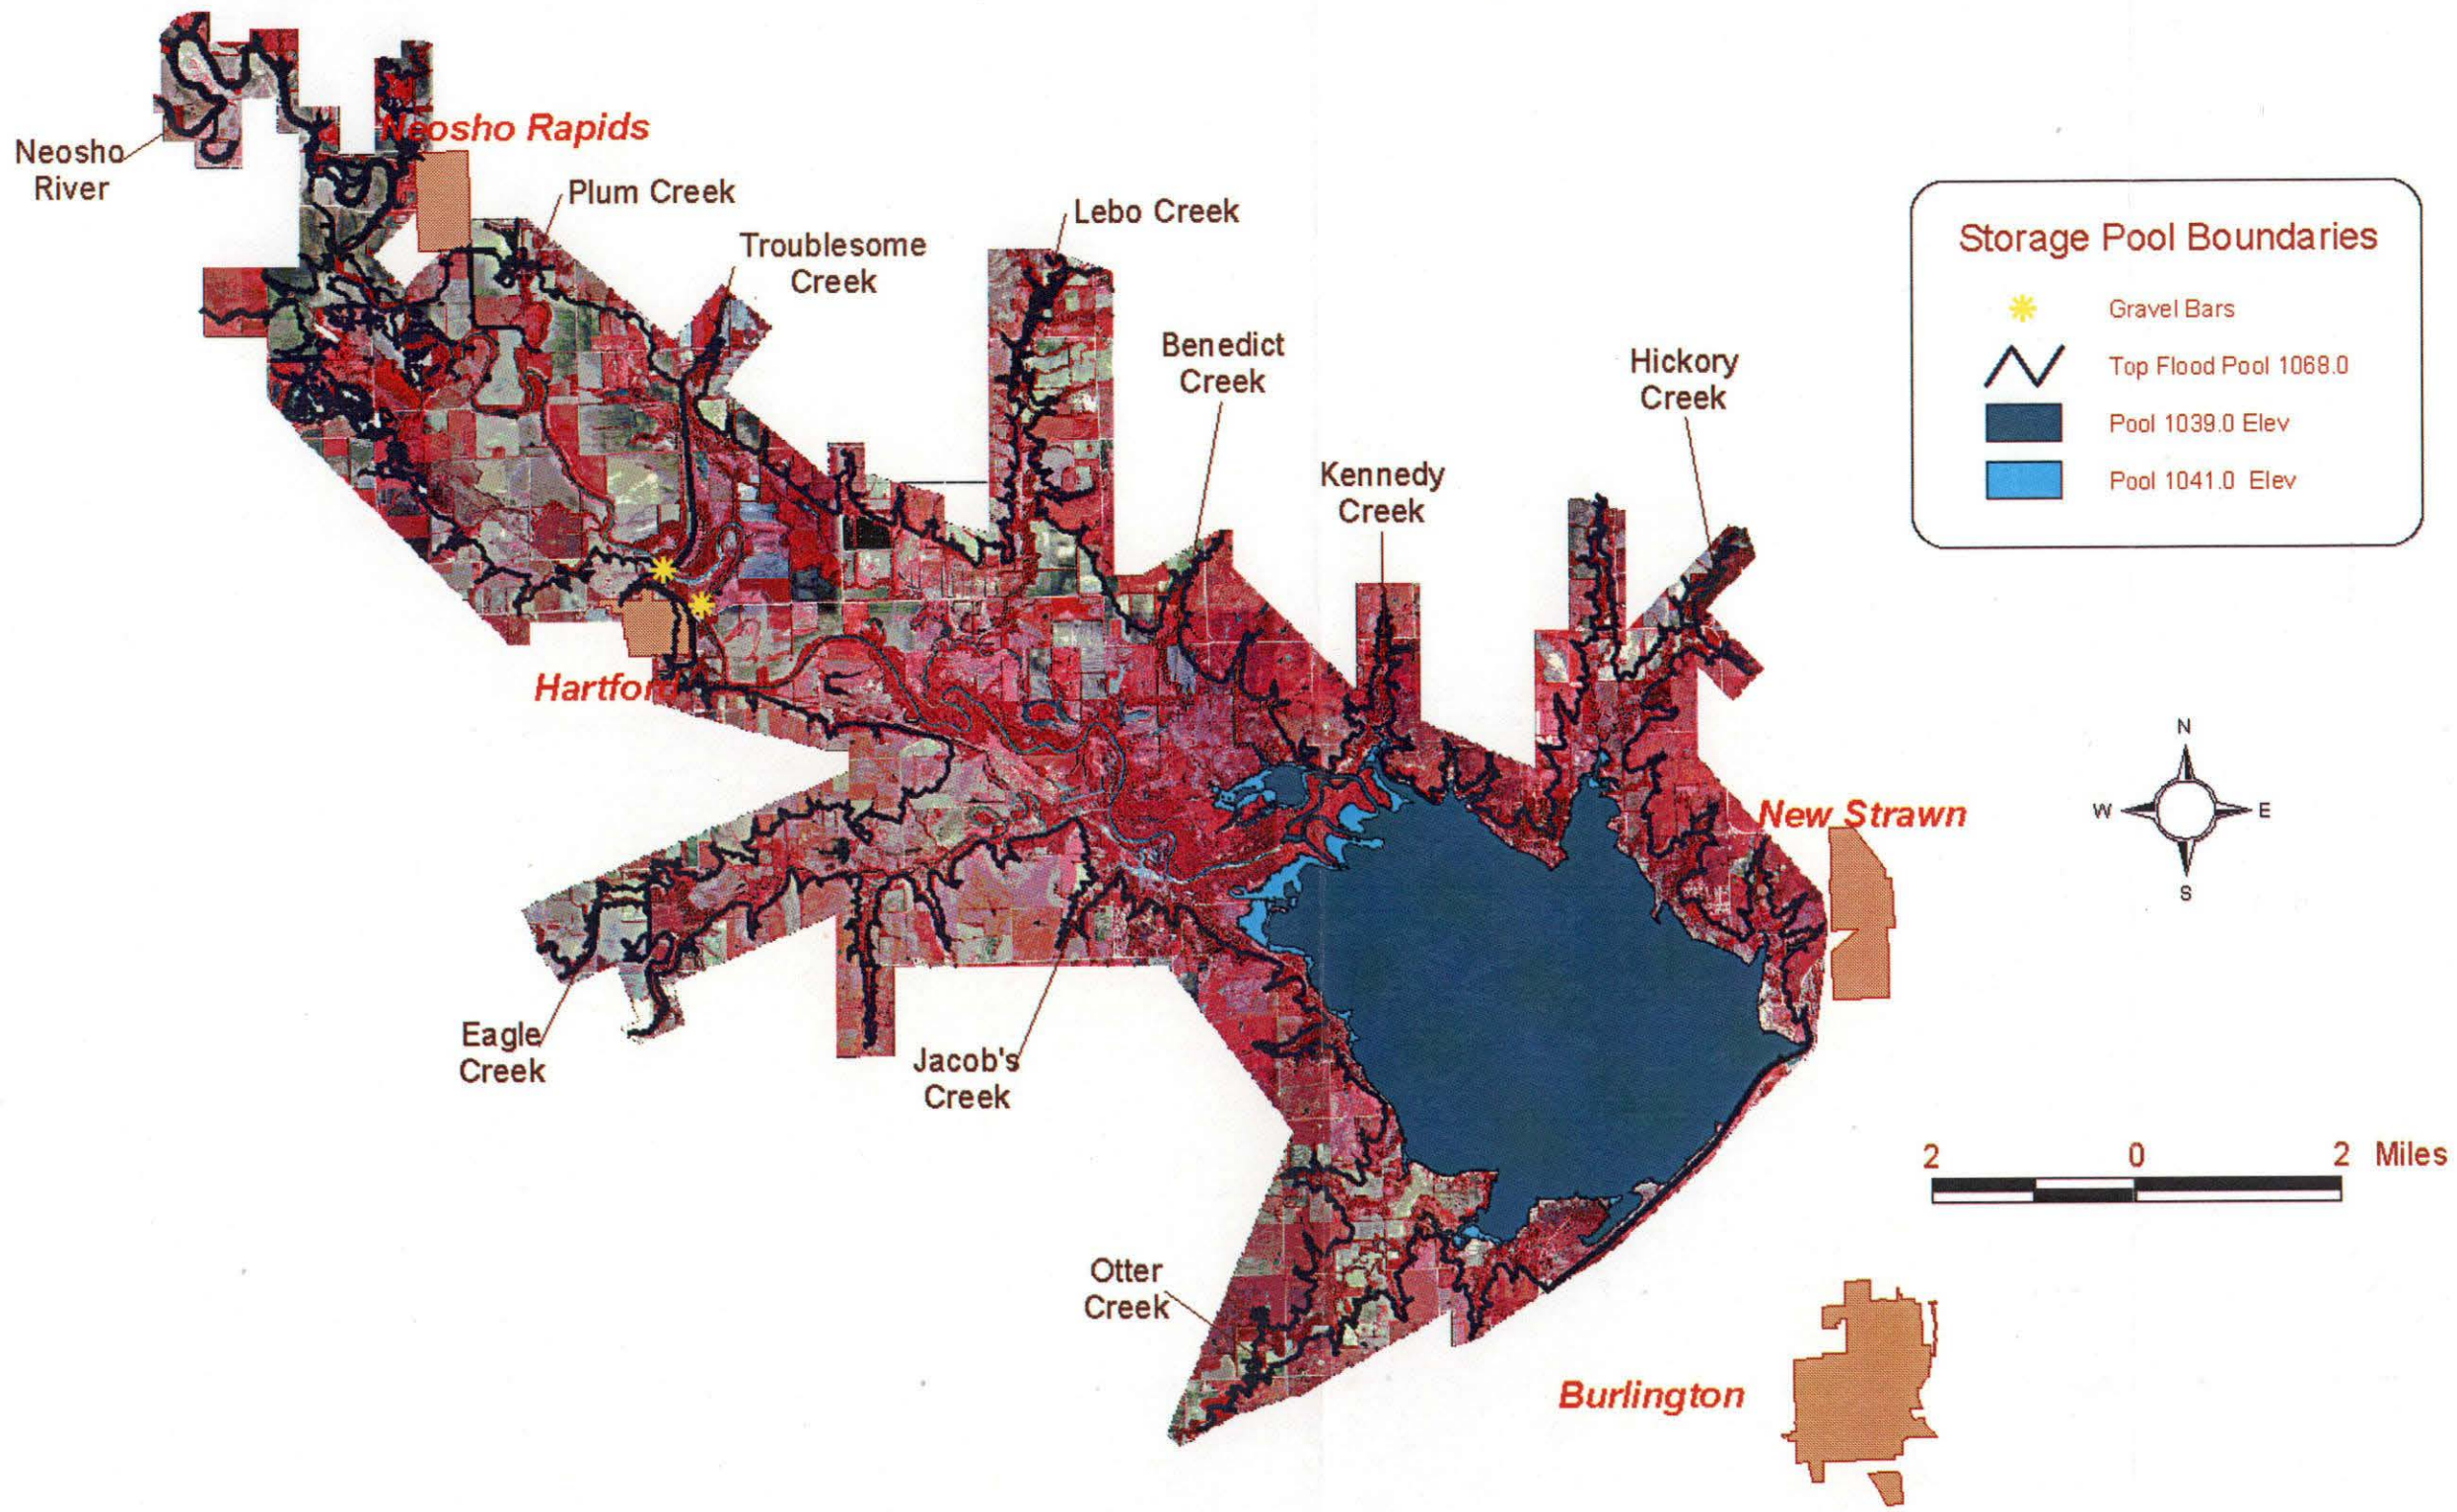 Neosho Rapids
Neosho
River
Plum Creek
Troublesome
Creek
Lebo Creek
Benedict
Creek
Kennedy
Creek
Hickory
Creek
Storage Pool Boundaries
Gravel Bars
Top Flood Pool 1068.0
Pool 1039.0 Elev
Pool 1041.0 Elev
Hartford
New Strawn
N
W
E
S
Eagle
Creek
Jacob's
Creek
2 0 2 Miles
Otter
Creek
Burlington